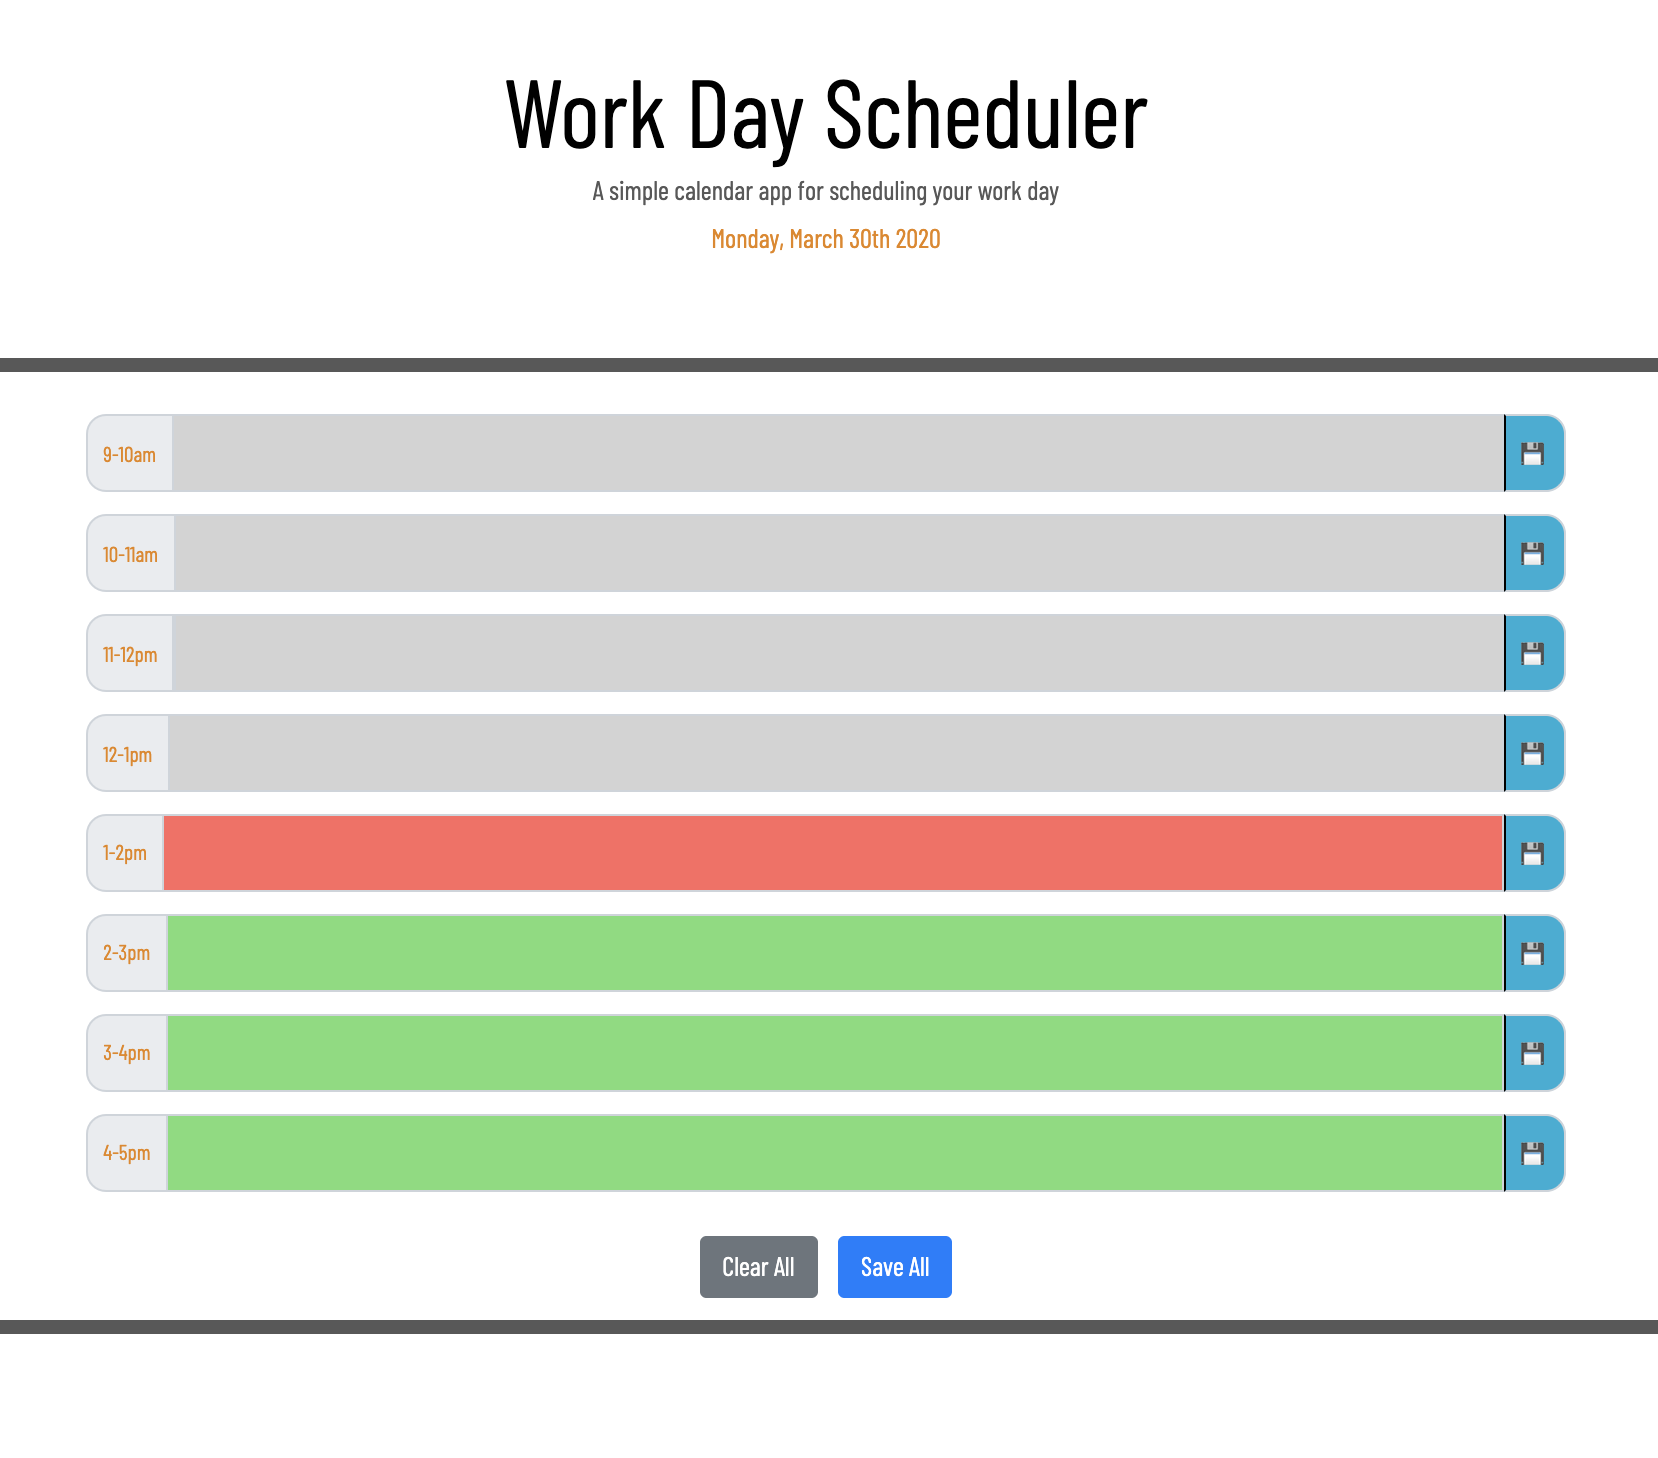 Work Day Scheduler
A simple calendar app for scheduling your work day
Monday, March 30th 2020
9-10am
10-11am
11-12pm
12-1pm
1-2pm
2-3pm
3-4pm
4-5pm
Clear All Save All